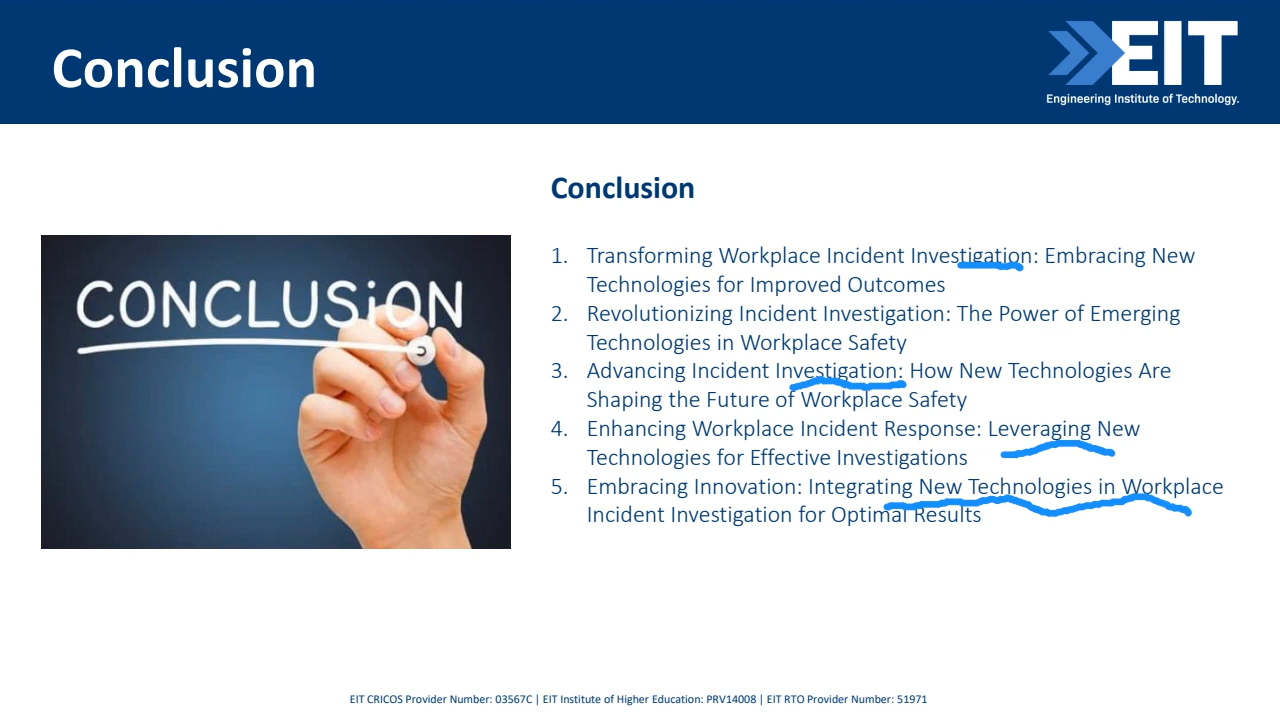 Conclusion
EIT
Engineering Institute of Technology.
Conclusion
CONCLUSiON
1. Transforming Workplace Incident Investigation: Embracing New
Technologies for Improved Outcomes
2. Revolutionizing Incident Investigation: The Power of Emerging
Technologies in Workplace Safety
3. Advancing Incident Investigation: How New Technologies Are
Shaping the Future of Workplace Safety
4. Enhancing Workplace Incident Response: Leveraging New
Technologies for Effective Investigations
5. Embracing Innovation: Integrating New Technologies in Workplace
Incident Investigation for Optimal Results
EIT CRICOS Provider Number: 03567C | EIT Institute of Higher Education: PRV14008 | EIT RTO Provider Number: 51971